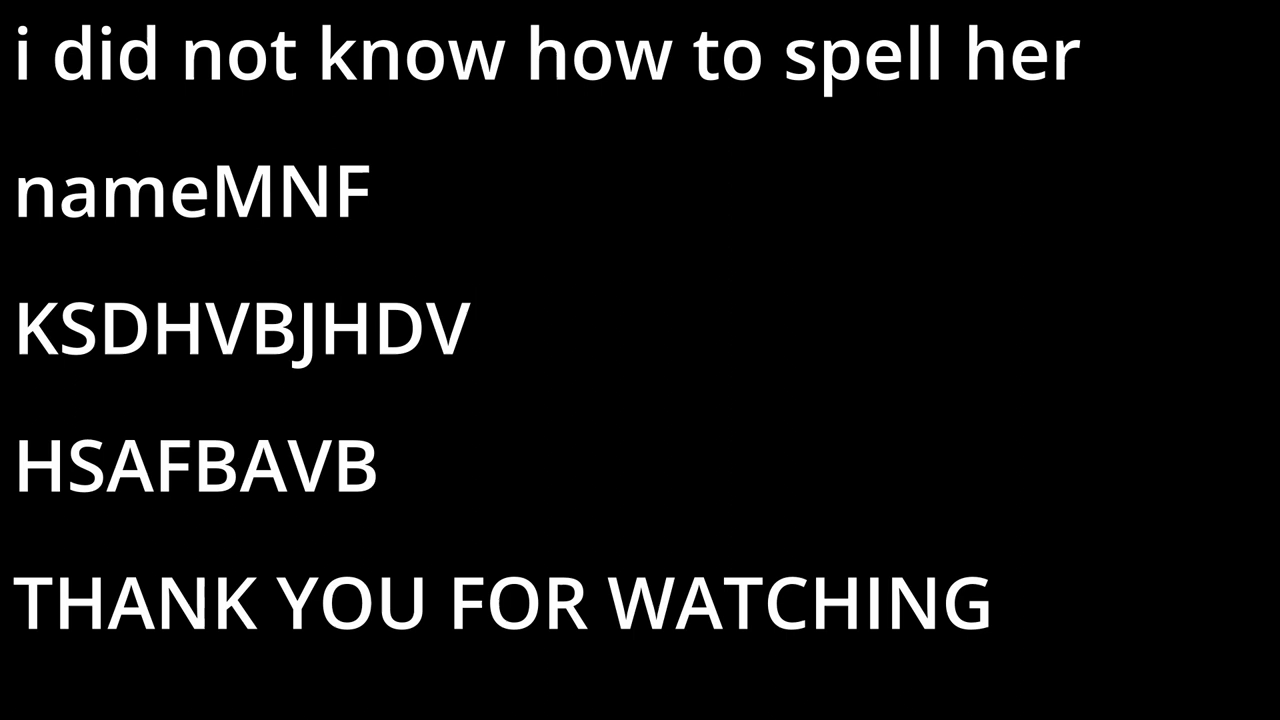 i did not know how to spell her
nameMNF
KSDHVBJHDV
HSAFBAVB
THANK YOU FOR WATCHING